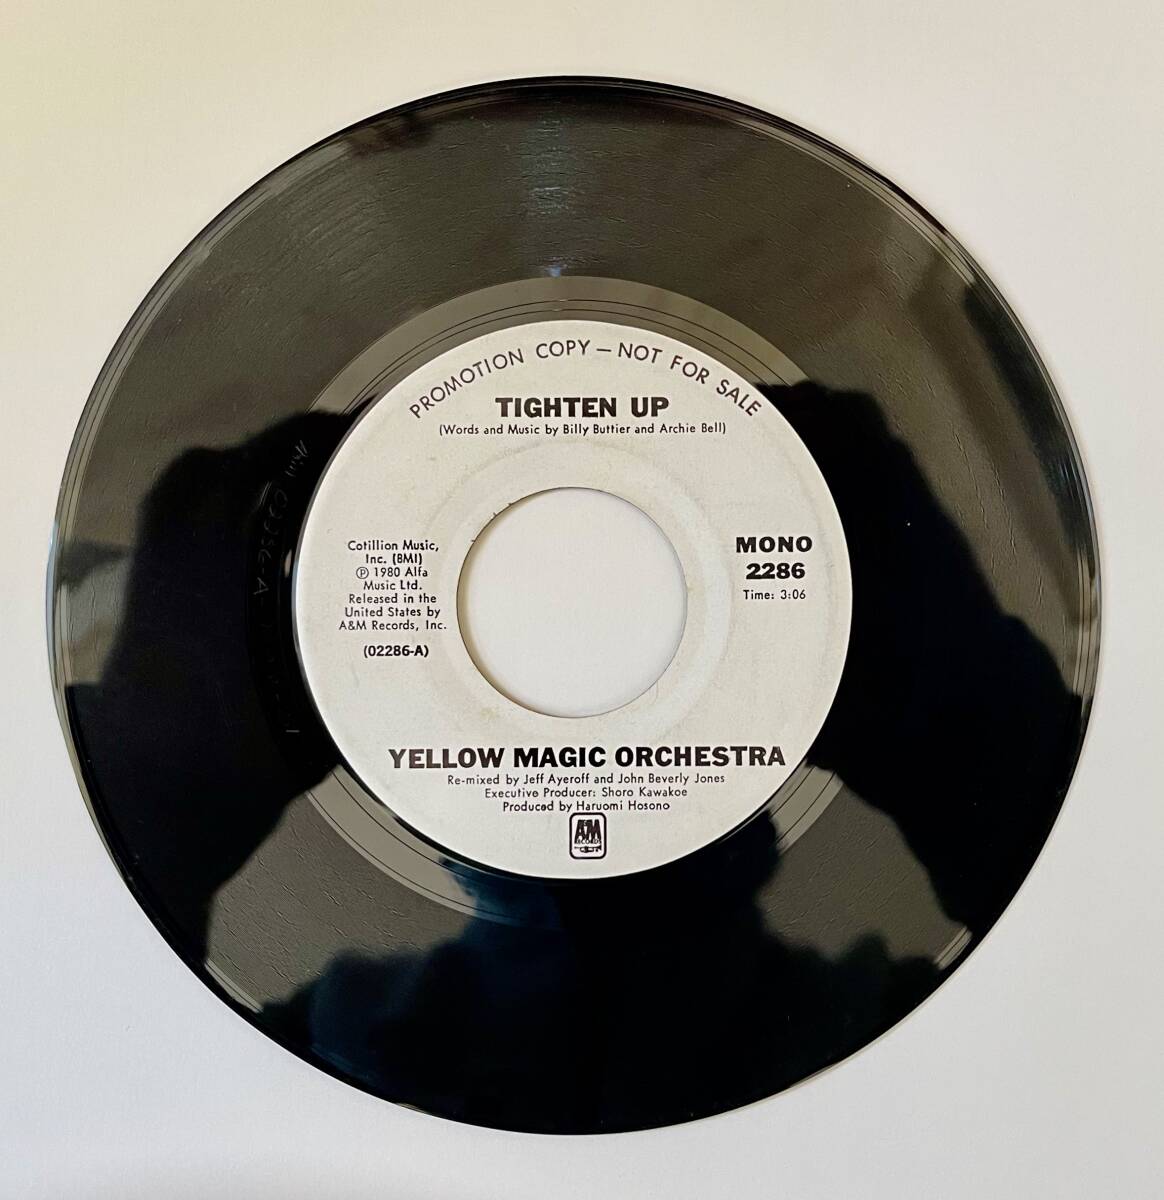 PROMOTION COPY — NOT FOR SALE
TIGHTEN UP
(Words and Music by Billy Buttier and Archie Bell)
Cotillion Music,
Inc. (BMI)
℗ 1980 Alfa
Music Ltd.
Released in the
United States by
A&M Records, Inc.
(02286-A)
MONO
2286
Time: 3:06
YELLOW MAGIC ORCHESTRA
Re-mixed by Jeff Ayeroff and John Beverly Jones
Executive Producer: Shoro Kawakoe
Produced by Haruomi Hosono
A&M
RECORDS